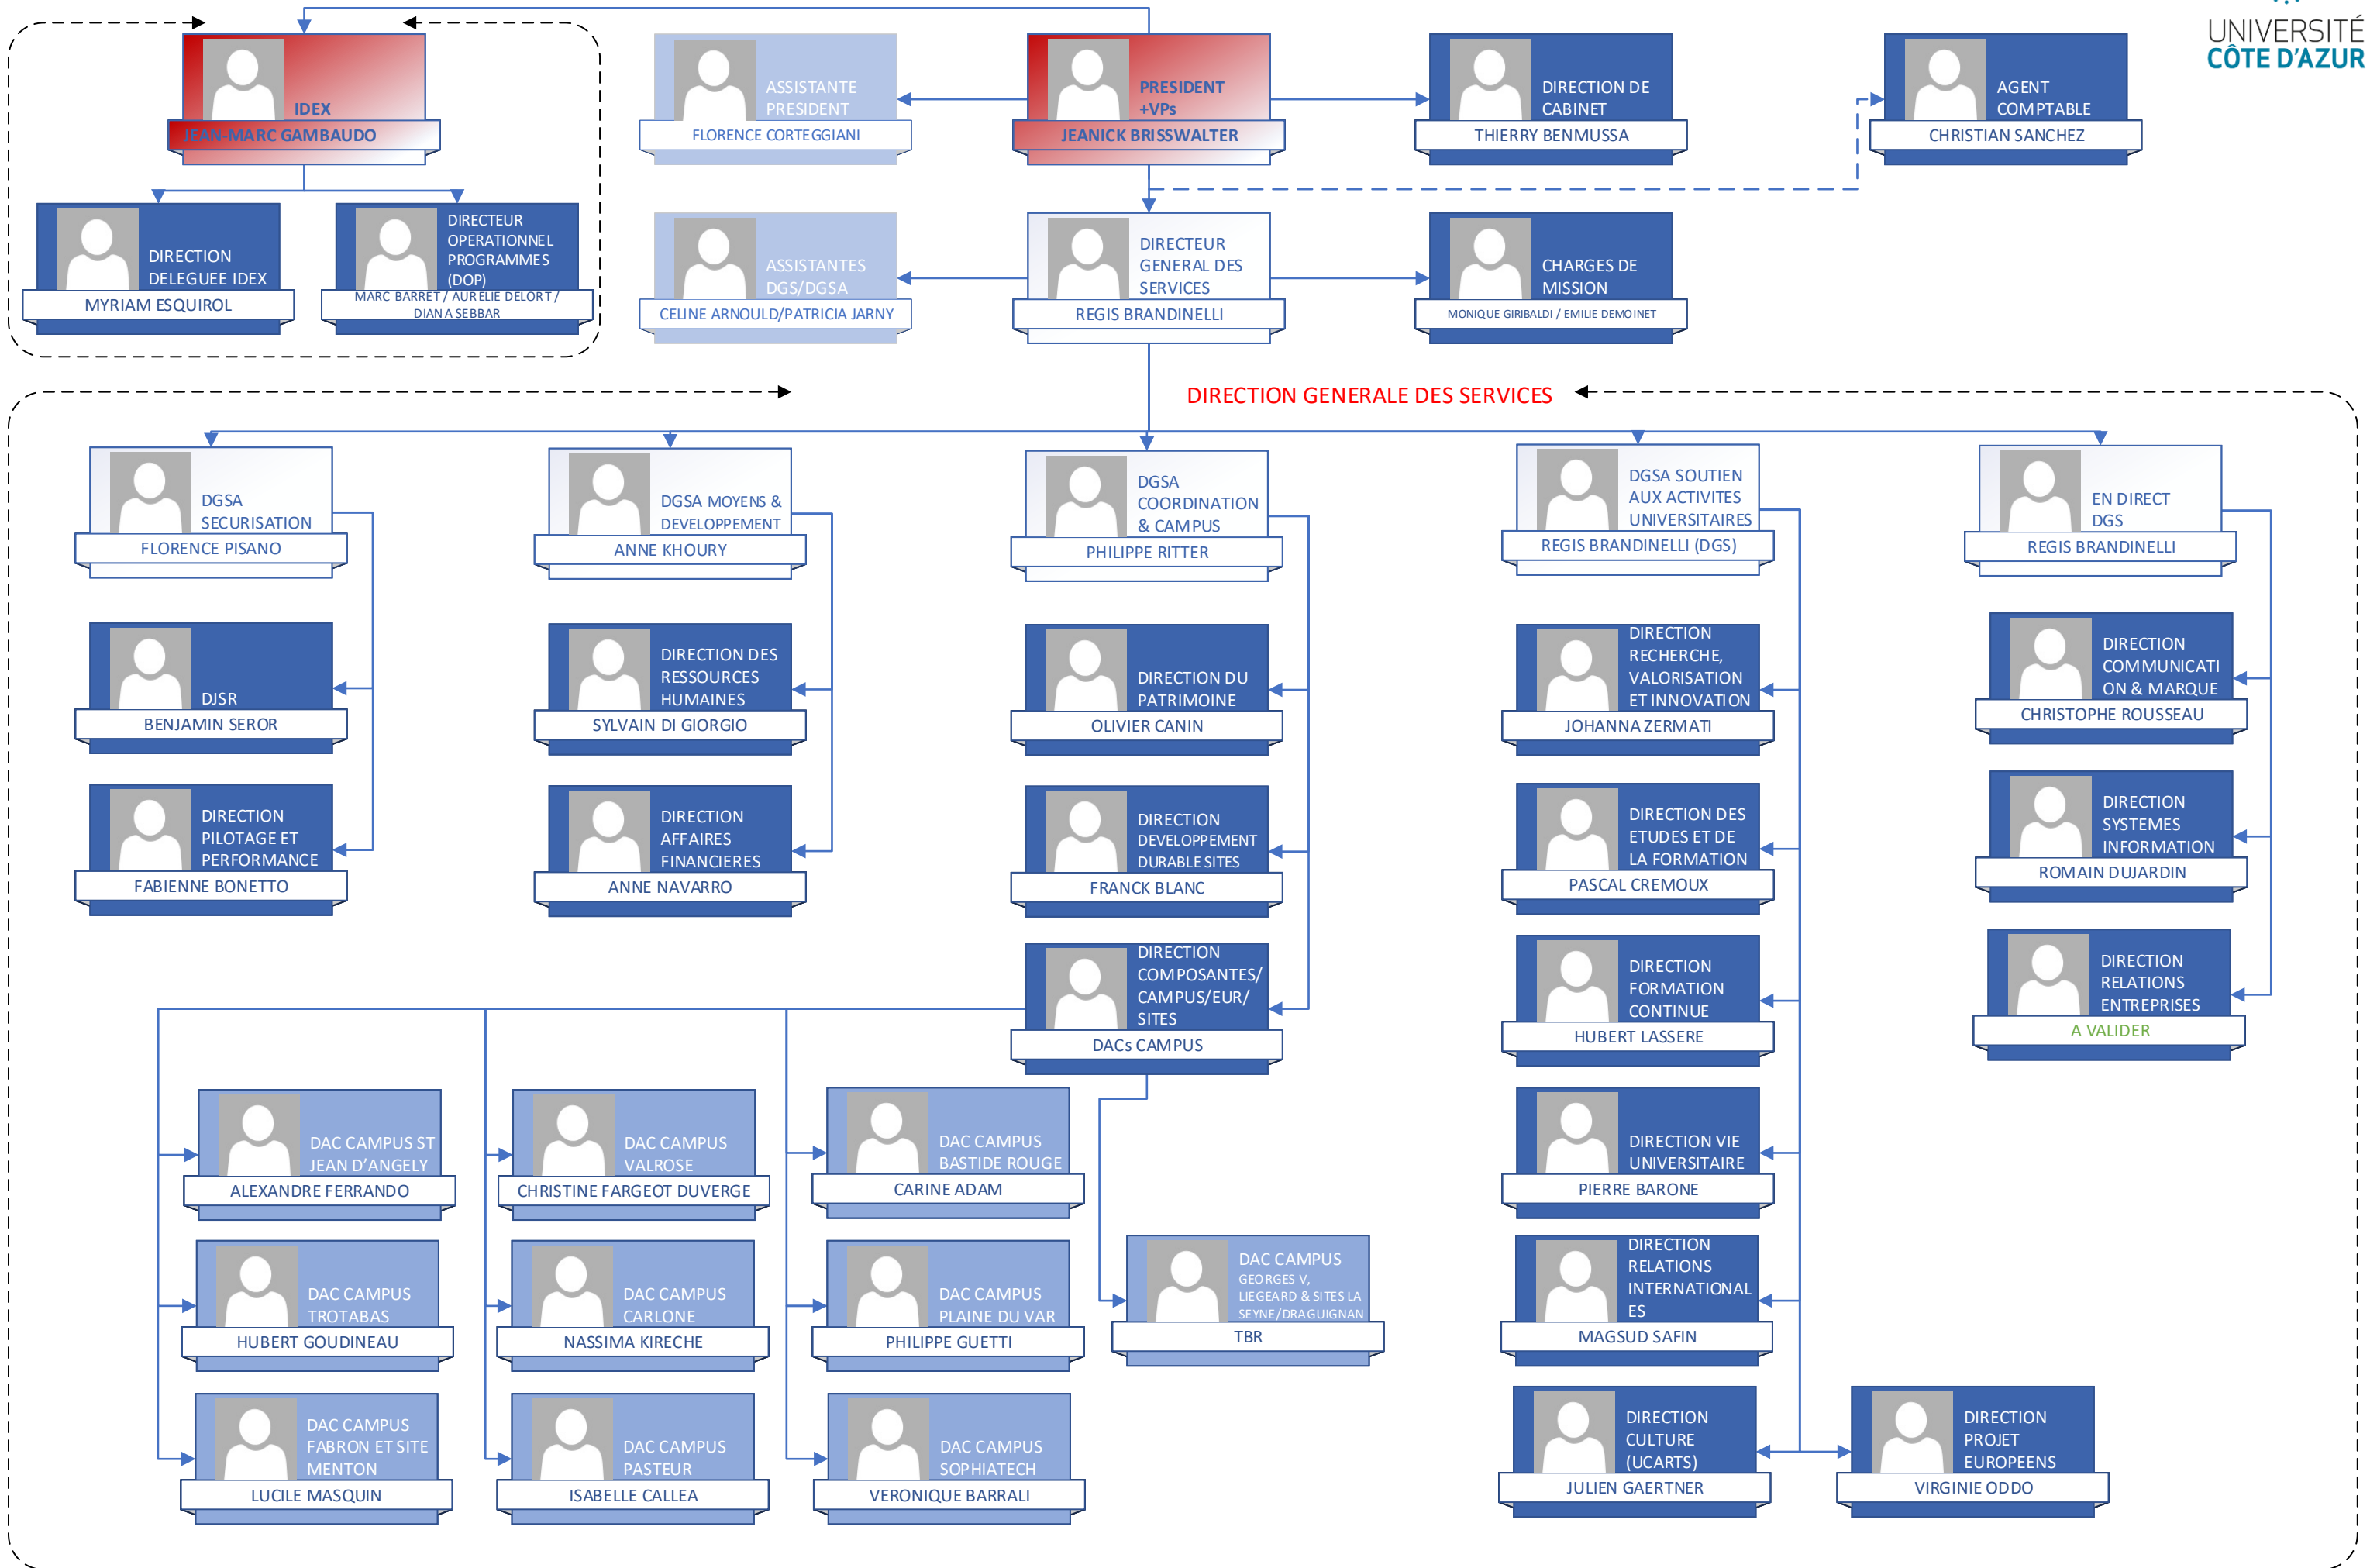 UNIVERSITÉ
CÔTE D'AZUR
IDEX
JEAN-MARC GAMBAUDO
ASSISTANTE
PRESIDENT
FLORENCE CORTEGGIANI
PRESIDENT
+VPs
JEANICK BRISSWALTER
DIRECTION DE
CABINET
THIERRY BENMUSSA
AGENT
COMPTABLE
CHRISTIAN SANCHEZ
DIRECTION
DELEGUEE IDEX
MYRIAM ESQUIROL
DIRECTEUR
OPERATIONNEL
PROGRAMMES
(DOP)
MARC BARRET / AURELIE DELORT /
DIANA SEBBAR
ASSISTANTES
DGS/DGSA
CELINE ARNOULD/PATRICIA JARNY
DIRECTEUR
GENERAL DES
SERVICES
REGIS BRANDINELLI
CHARGES DE
MISSION
MONIQUE GIRIBALDI / EMILIE DEMOINET
DIRECTION GENERALE DES SERVICES
DGSA
SECURISATION
FLORENCE PISANO
DGSA MOYENS &
DEVELOPPEMENT
ANNE KHOURY
DGSA
COORDINATION
& CAMPUS
PHILIPPE RITTER
DGSA SOUTIEN
AUX ACTIVITES
UNIVERSITAIRES
REGIS BRANDINELLI (DGS)
EN DIRECT
DGS
REGIS BRANDINELLI
DJSR
BENJAMIN SEROR
DIRECTION DES
RESSOURCES
HUMAINES
SYLVAIN DI GIORGIO
DIRECTION DU
PATRIMOINE
OLIVIER CANIN
DIRECTION
RECHERCHE,
VALORISATION
ET INNOVATION
JOHANNA ZERMATI
DIRECTION
COMMUNICATI
ON & MARQUE
CHRISTOPHE ROUSSEAU
DIRECTION
PILOTAGE ET
PERFORMANCE
FABIENNE BONETTO
DIRECTION
AFFAIRES
FINANCIERES
ANNE NAVARRO
DIRECTION
DEVELOPPEMENT
DURABLE SITES
FRANCK BLANC
DIRECTION DES
ETUDES ET DE
LA FORMATION
PASCAL CREMOUX
DIRECTION
SYSTEMES
INFORMATION
ROMAIN DUJARDIN
DIRECTION
COMPOSANTES/
CAMPUS/EUR/
SITES
DACs CAMPUS
DIRECTION
FORMATION
CONTINUE
HUBERT LASSERE
DIRECTION
RELATIONS
ENTREPRISES
A VALIDER
DAC CAMPUS ST
JEAN D'ANGELY
ALEXANDRE FERRANDO
DAC CAMPUS
VALROSE
CHRISTINE FARGEOT DUVERGE
DAC CAMPUS
BASTIDE ROUGE
CARINE ADAM
DIRECTION VIE
UNIVERSITAIRE
PIERRE BARONE
DAC CAMPUS
TROTABAS
HUBERT GOUDINEAU
DAC CAMPUS
CARLONE
NASSIMA KIRECHE
DAC CAMPUS
PLAINE DU VAR
PHILIPPE GUETTI
DAC CAMPUS
GEORGES V,
LIEGEARD & SITES LA
SEYNE/DRAGUIGNAN
TBR
DIRECTION
RELATIONS
INTERNATIONAL
ES
MAGSUD SAFIN
DAC CAMPUS
FABRON ET SITE
MENTON
LUCILE MASQUIN
DAC CAMPUS
PASTEUR
ISABELLE CALLEA
DAC CAMPUS
SOPHIATECH
VERONIQUE BARRALI
DIRECTION
CULTURE
(UCARTS)
JULIEN GAERTNER
DIRECTION
PROJET
EUROPEENS
VIRGINIE ODDO